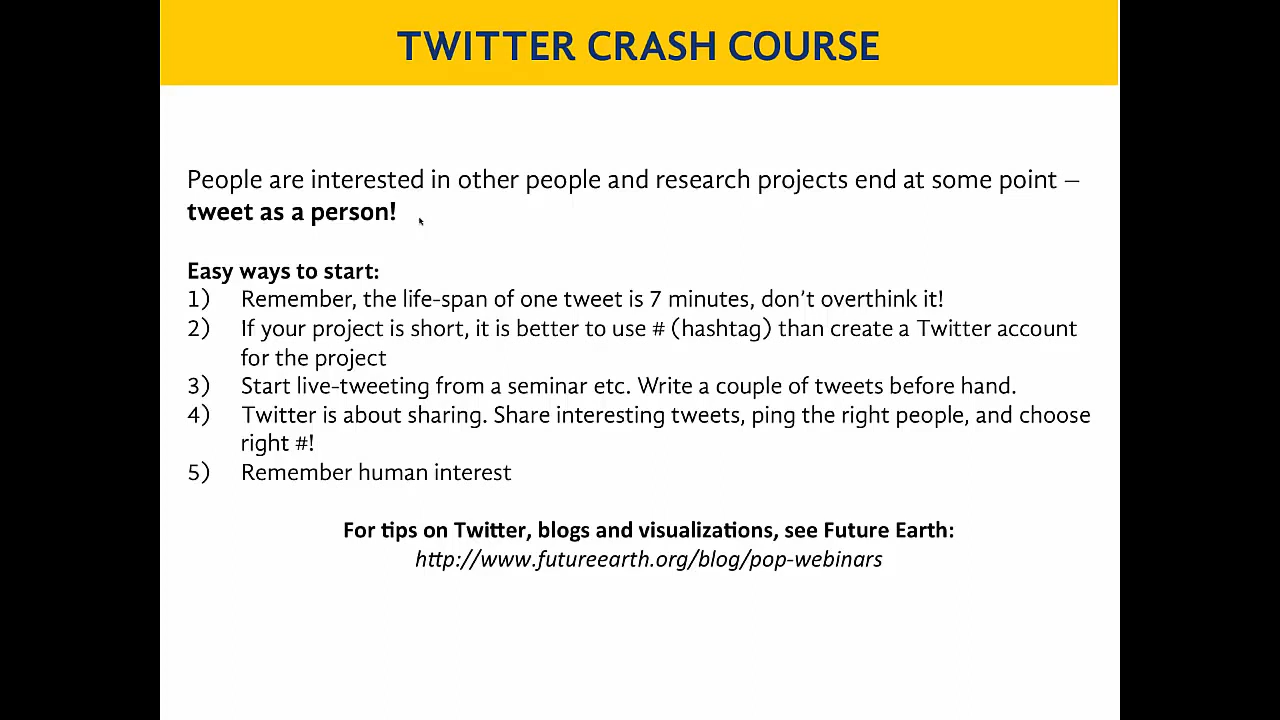 TWITTER CRASH COURSE
People are interested in other people and research projects end at some point –
tweet as a person!
Easy ways to start:
1) Remember, the life-span of one tweet is 7 minutes, don’t overthink it!
2) If your project is short, it is better to use # (hashtag) than create a Twitter account
for the project
3) Start live-tweeting from a seminar etc. Write a couple of tweets before hand.
4) Twitter is about sharing. Share interesting tweets, ping the right people, and choose
right #!
5) Remember human interest
For tips on Twitter, blogs and visualizations, see Future Earth:
http://www.futureearth.org/blog/pop-webinars